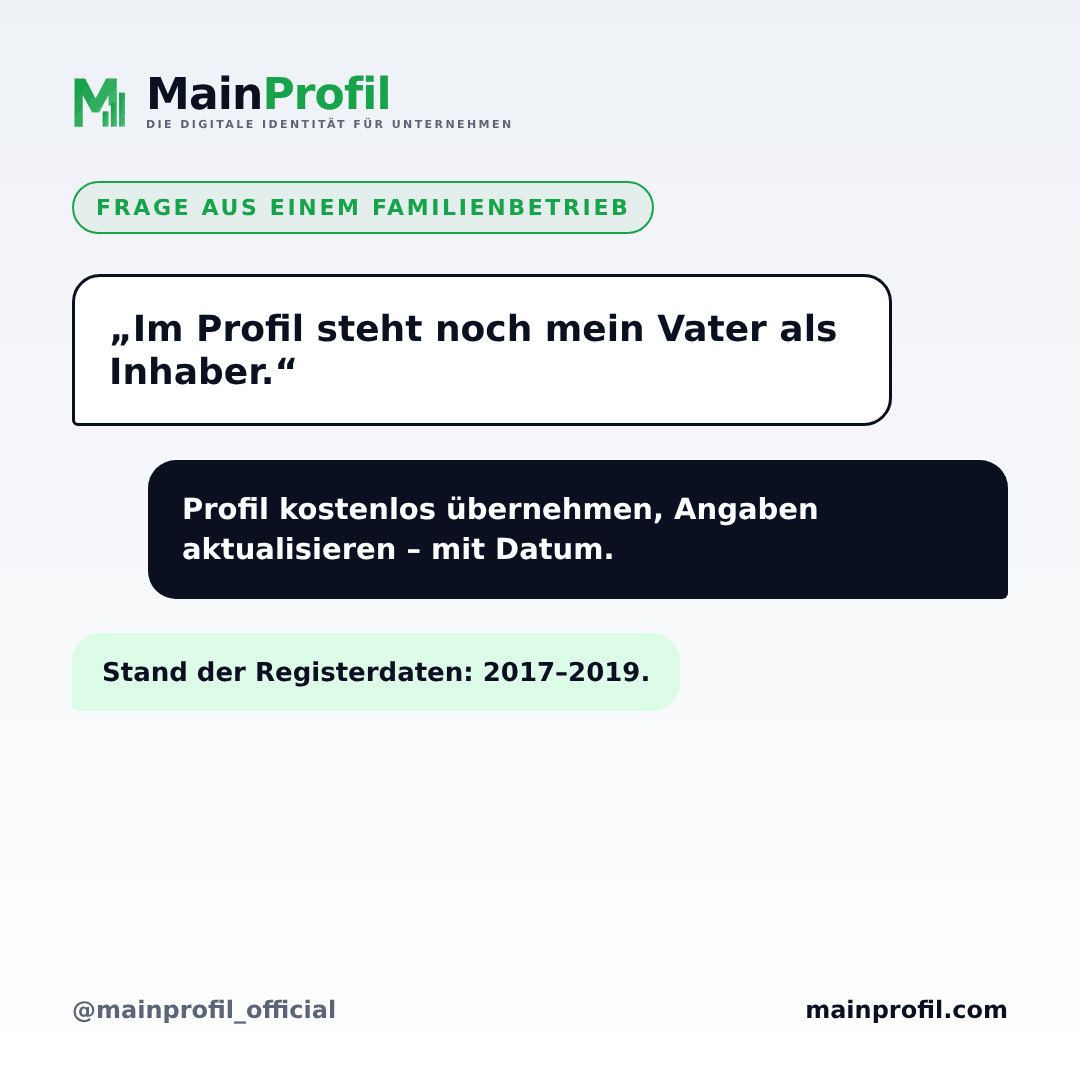 MainProfil
DIE DIGITALE IDENTITÄT FÜR UNTERNEHMEN
FRAGE AUS EINEM FAMILIENBETRIEB
„Im Profil steht noch mein Vater als
Inhaber.“
Profil kostenlos übernehmen, Angaben
aktualisieren – mit Datum.
Stand der Registerdaten: 2017–2019.
@mainprofil_official
mainprofil.com